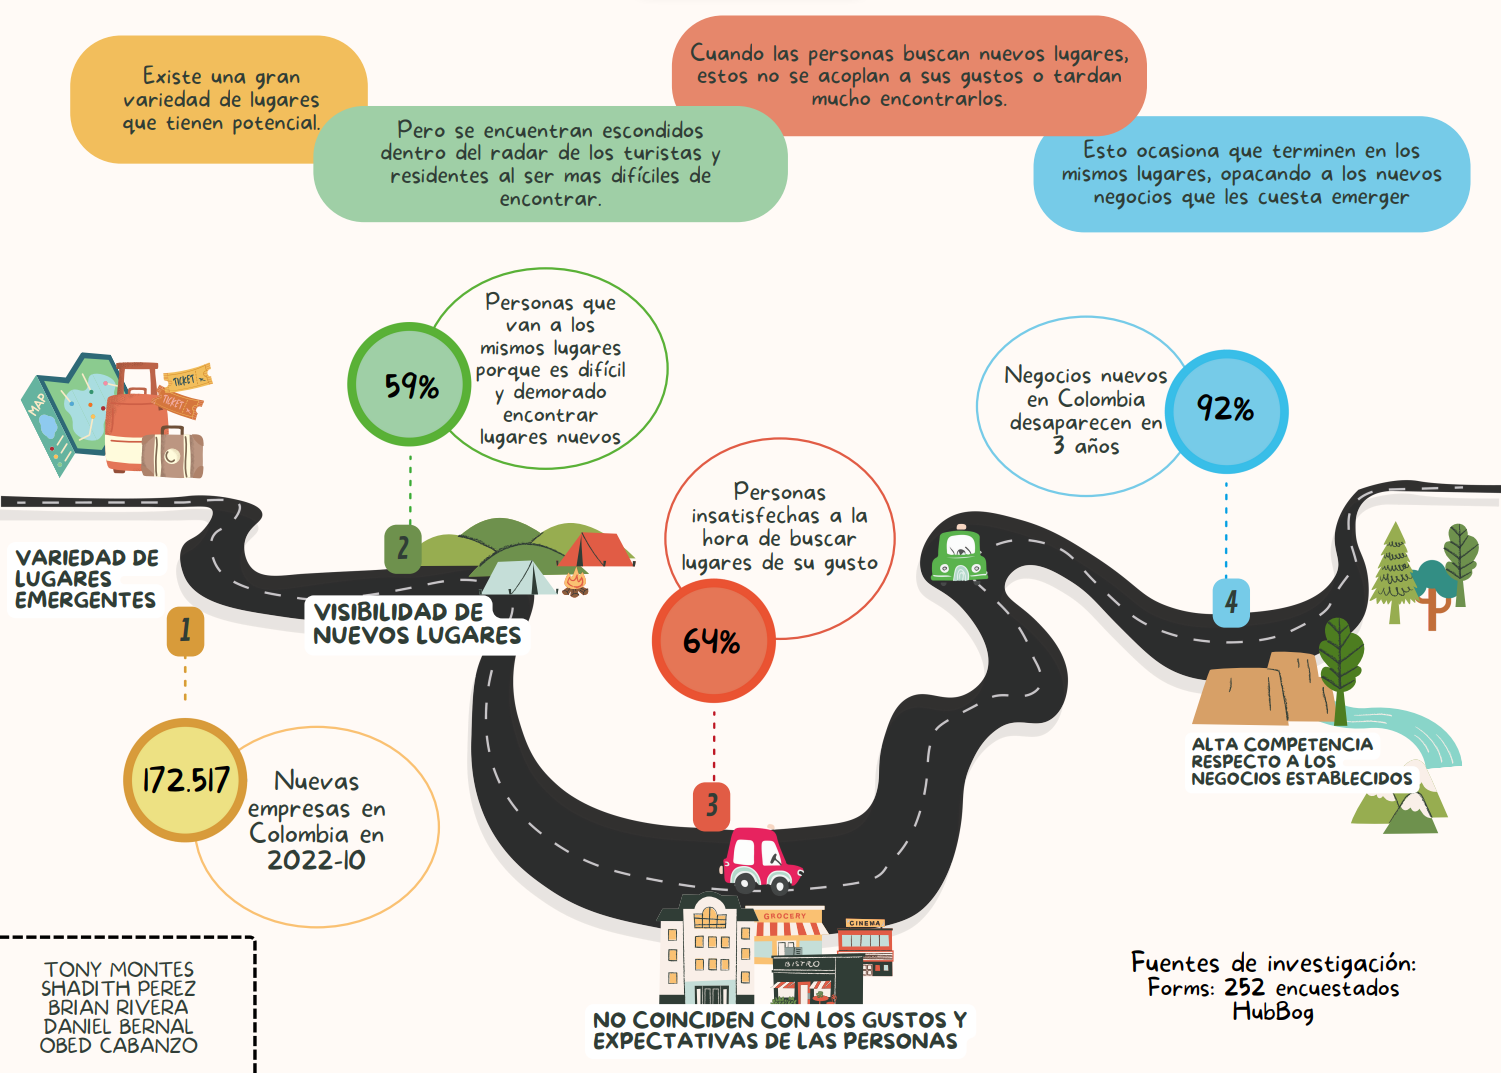 Existe una gran
variedad de lugares
que tienen potencial.
Pero se encuentran escondidos
dentro del radar de los turistas y
residentes al ser mas difíciles de
encontrar.
Cuando las personas buscan nuevos lugares,
estos no se acoplan a sus gustos o tardan
mucho encontrarlos.
Esto ocasiona que terminen en los
mismos lugares, opacando a los nuevos
negocios que les cuesta emerger
MAP
TICKET
TICKET
VARIEDAD DE
LUGARES
EMERGENTES
1
172.517
Nuevas
empresas en
Colombia en
2022-10
59%
Personas que
van a los
mismos lugares
porque es difícil
y demorado
encontrar
lugares nuevos
2
VISIBILIDAD DE
NUEVOS LUGARES
Personas
insatisfechas a la
hora de buscar
lugares de su gusto
64%
3
GROCERY
CINEMA
BISTRO
NO COINCIDEN CON LOS GUSTOS Y
EXPECTATIVAS DE LAS PERSONAS
Negocios nuevos
en Colombia
desaparecen en
3 años
92%
4
ALTA COMPETENCIA
RESPECTO A LOS
NEGOCIOS ESTABLECIDOS
TONY MONTES
SHADITH PEREZ
BRIAN RIVERA
DANIEL BERNAL
OBED CABANZO
Fuentes de investigación:
Forms: 252 encuestados
HubBog